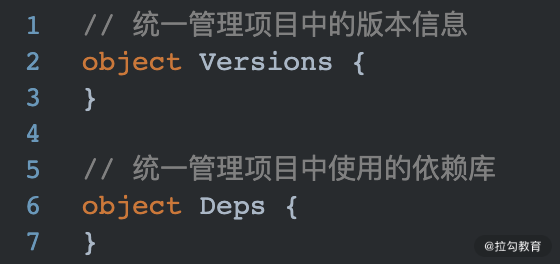 1 // 统一管理项目中的版本信息
2 object Versions {
3 }
4
5 // 统一管理项目中使用的依赖库
6 object Deps {
7 }
@拉勾教育